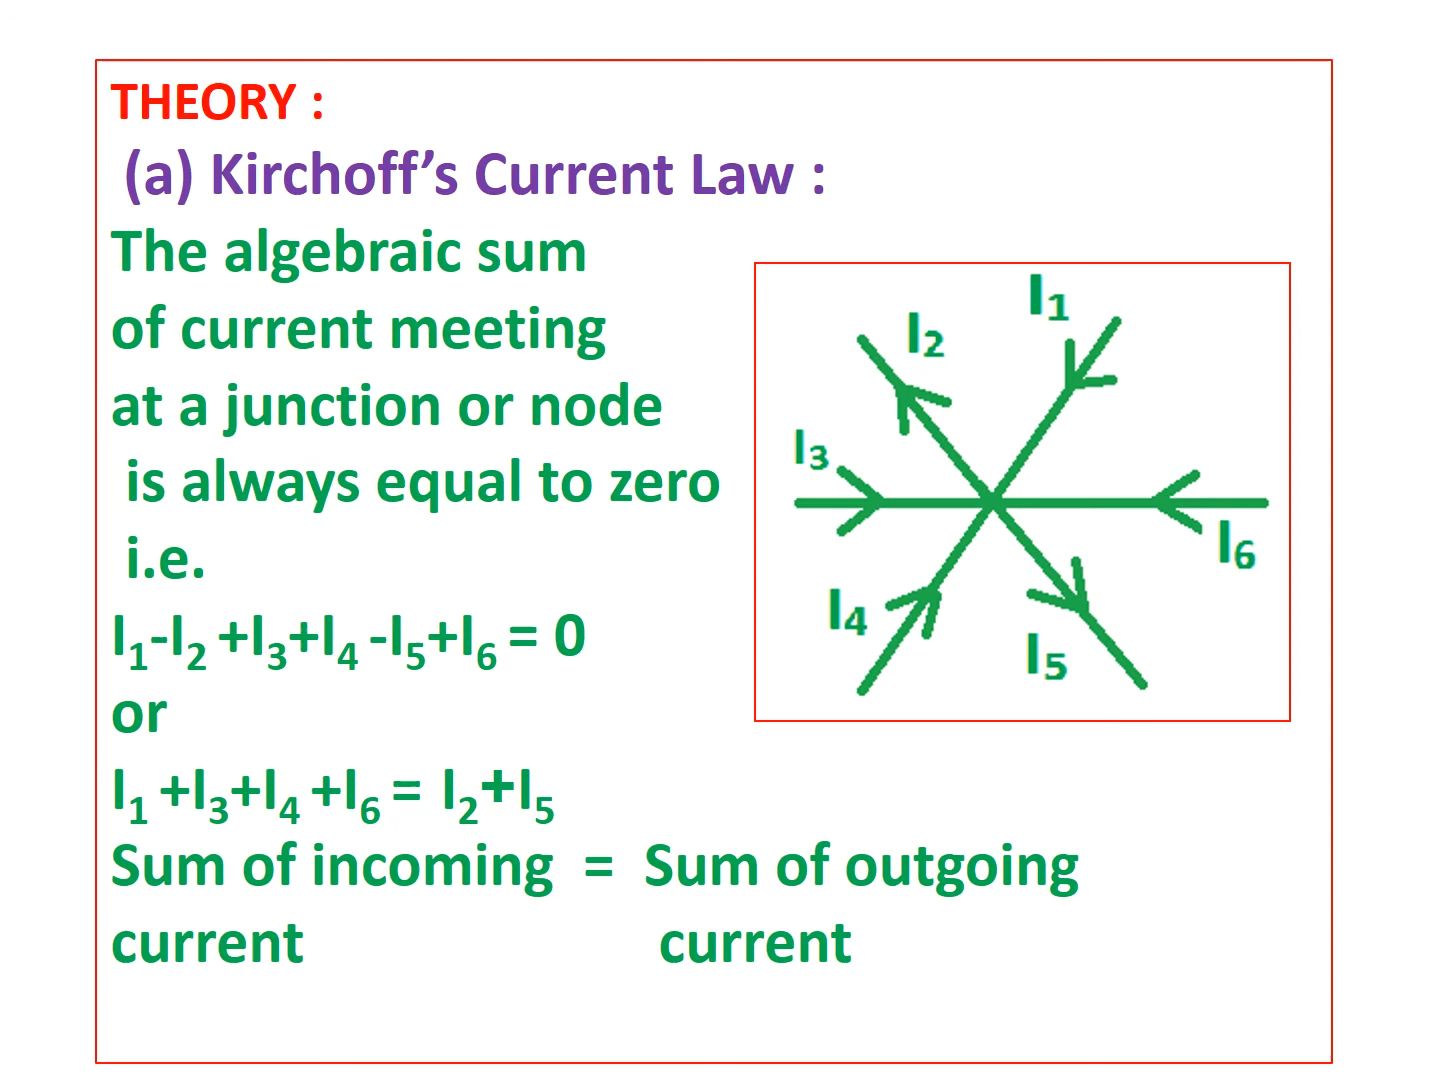 THEORY :
(a) Kirchoff’s Current Law :
The algebraic sum
of current meeting
at a junction or node
is always equal to zero
i.e.
I₁-I₂ +I₃+I₄ -I₅+I₆ = 0
or
I₁ +I₃+I₄ +I₆ = I₂+I₅
Sum of incoming = Sum of outgoing
current current
I₁
I₂
I₃
I₆
I₄
I₅